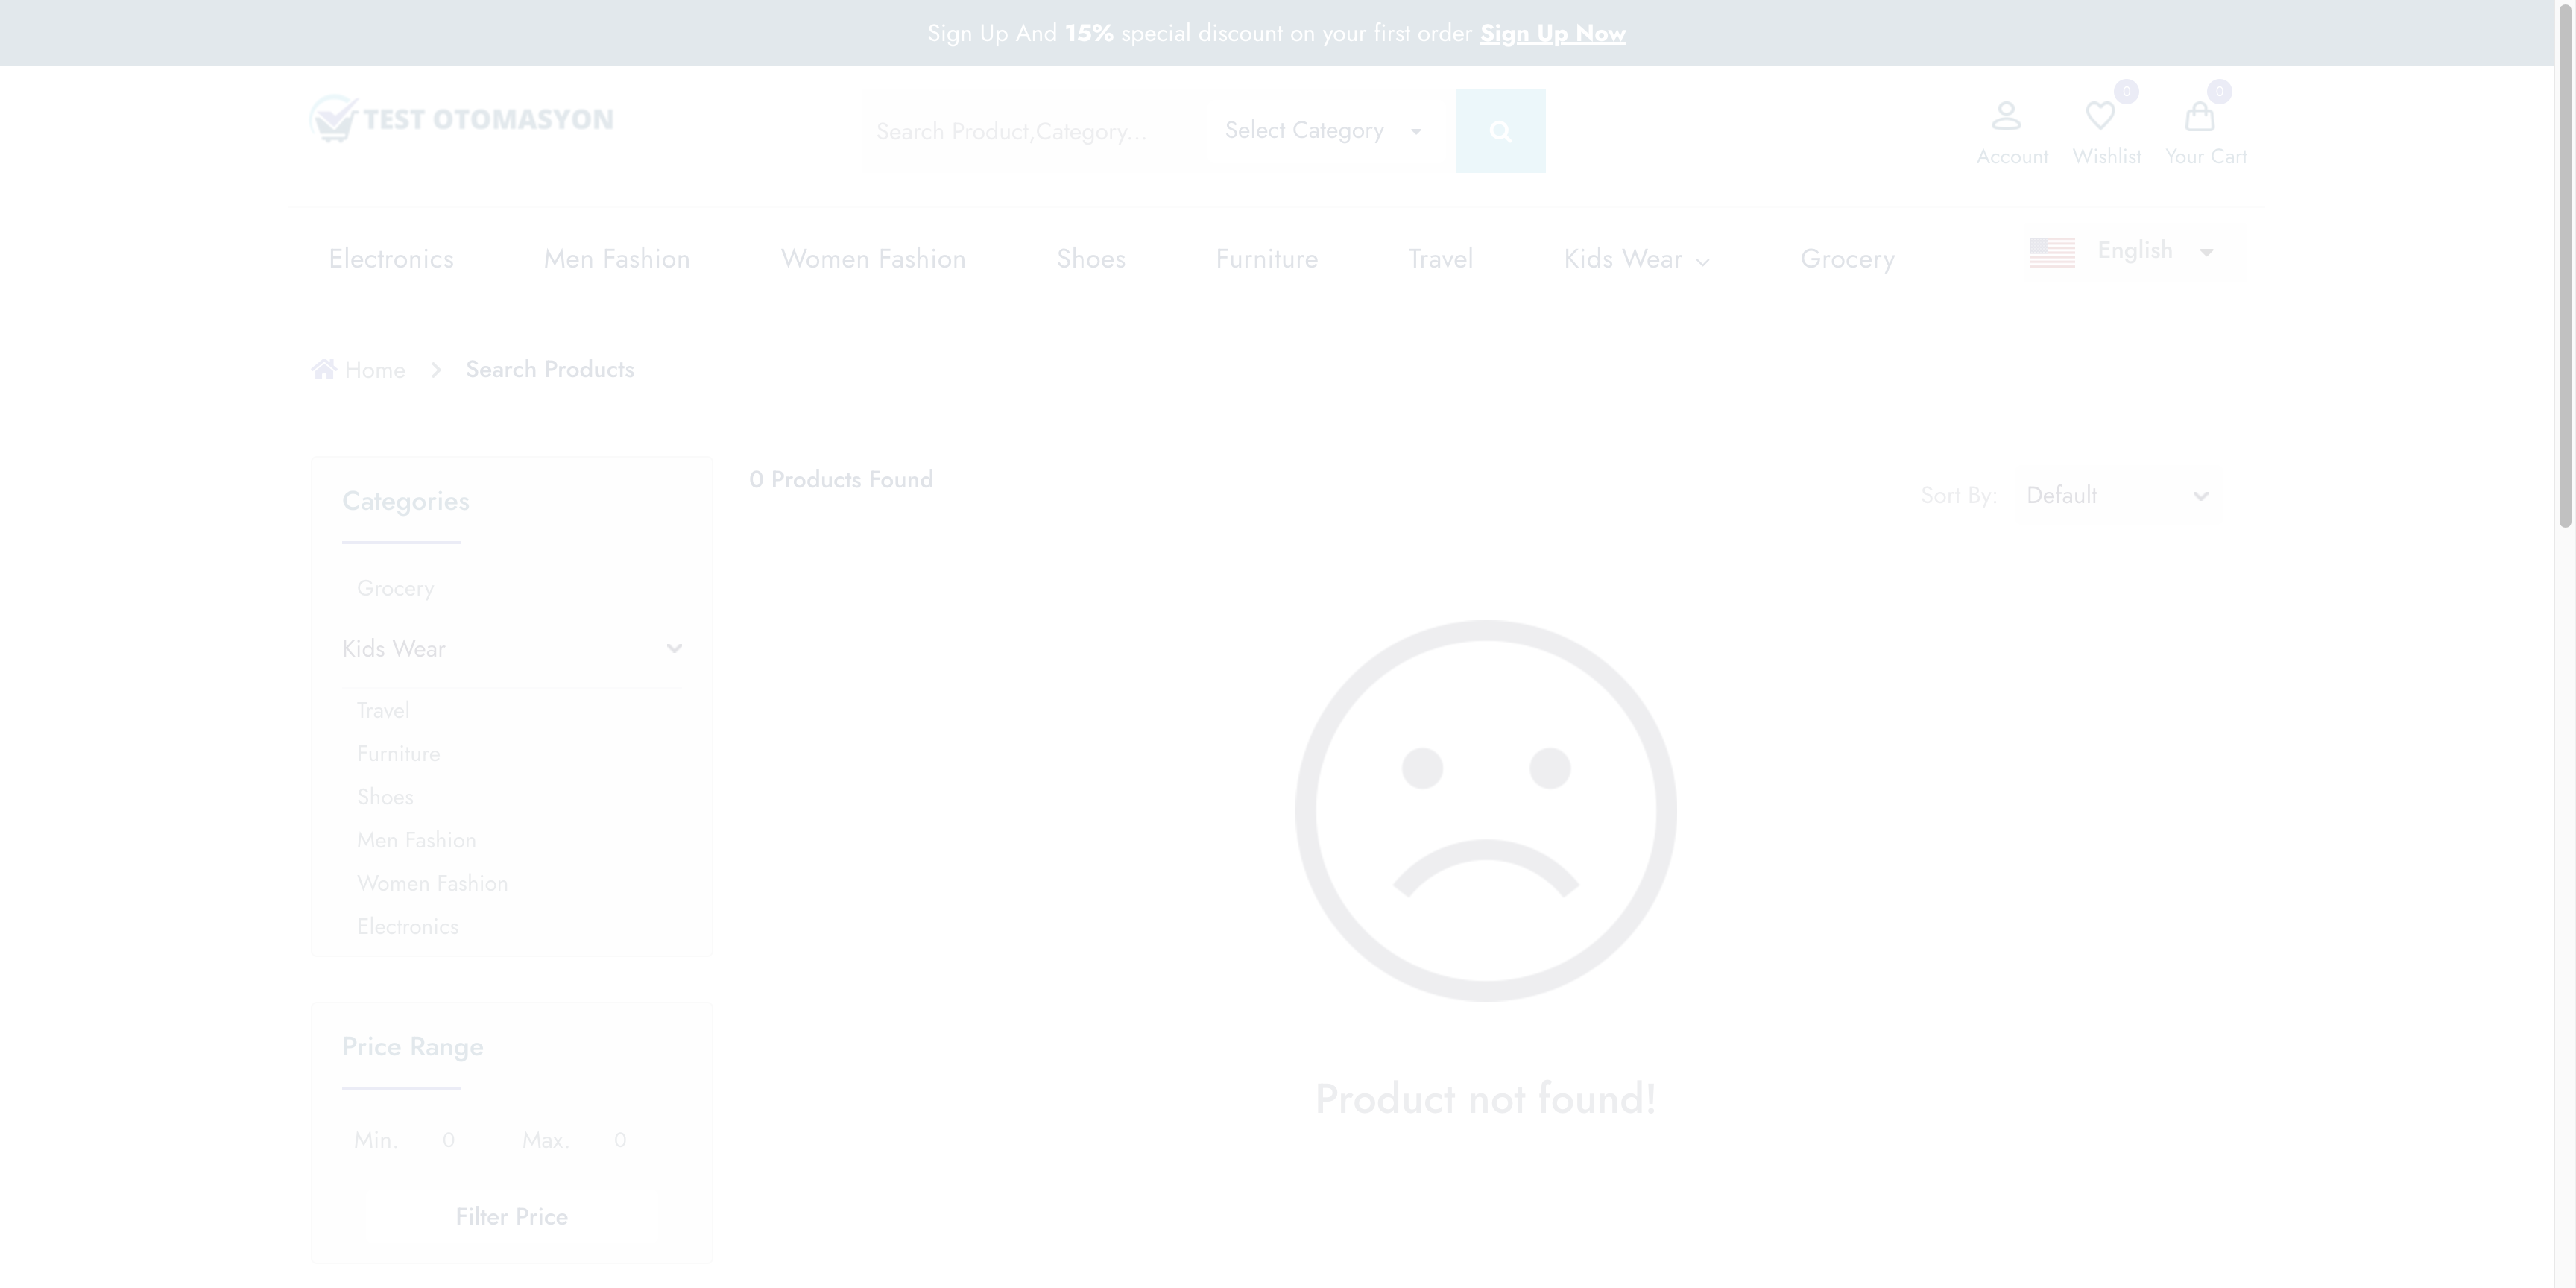 Sign Up And 15% special discount on your first order Sign Up Now
TEST OTOMASYON
Search Product,Category...
Select Category
0
0
Account
Wishlist
Your Cart
Electronics
Men Fashion
Women Fashion
Shoes
Furniture
Travel
Kids Wear
Grocery
English
Home
Search Products
Categories
Grocery
Kids Wear
Travel
Furniture
Shoes
Men Fashion
Women Fashion
Electronics
Price Range
Min. 0 Max. 0
Filter Price
0 Products Found
Sort By: Default
Product not found!